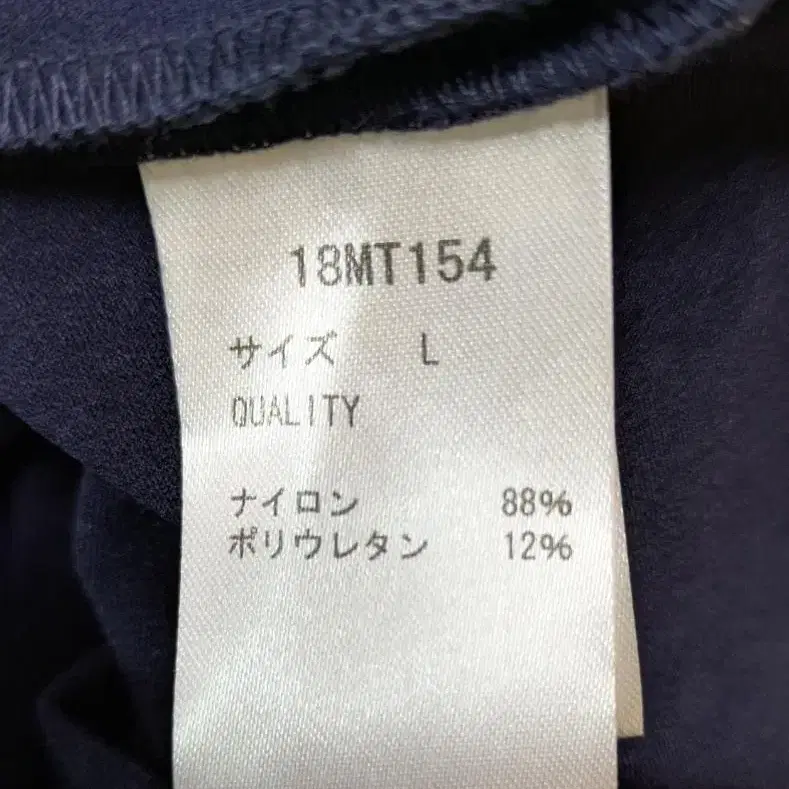 18MT154
サイズ L
QUALITY
ナイロン 88%
ポリウレタン 12%